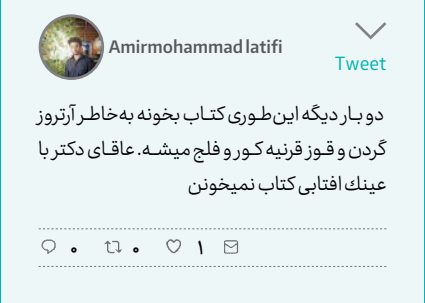 Amirmohammad latifi
Tweet
دو بار دیگه این‌طوری کتاب بخونه به‌خاطر آرتروز
گردن و قوز قرنیه کور و فلج میشه. عاقای دکتر با
عینك افتابی کتاب نمیخونن
۰ ۰ ۱